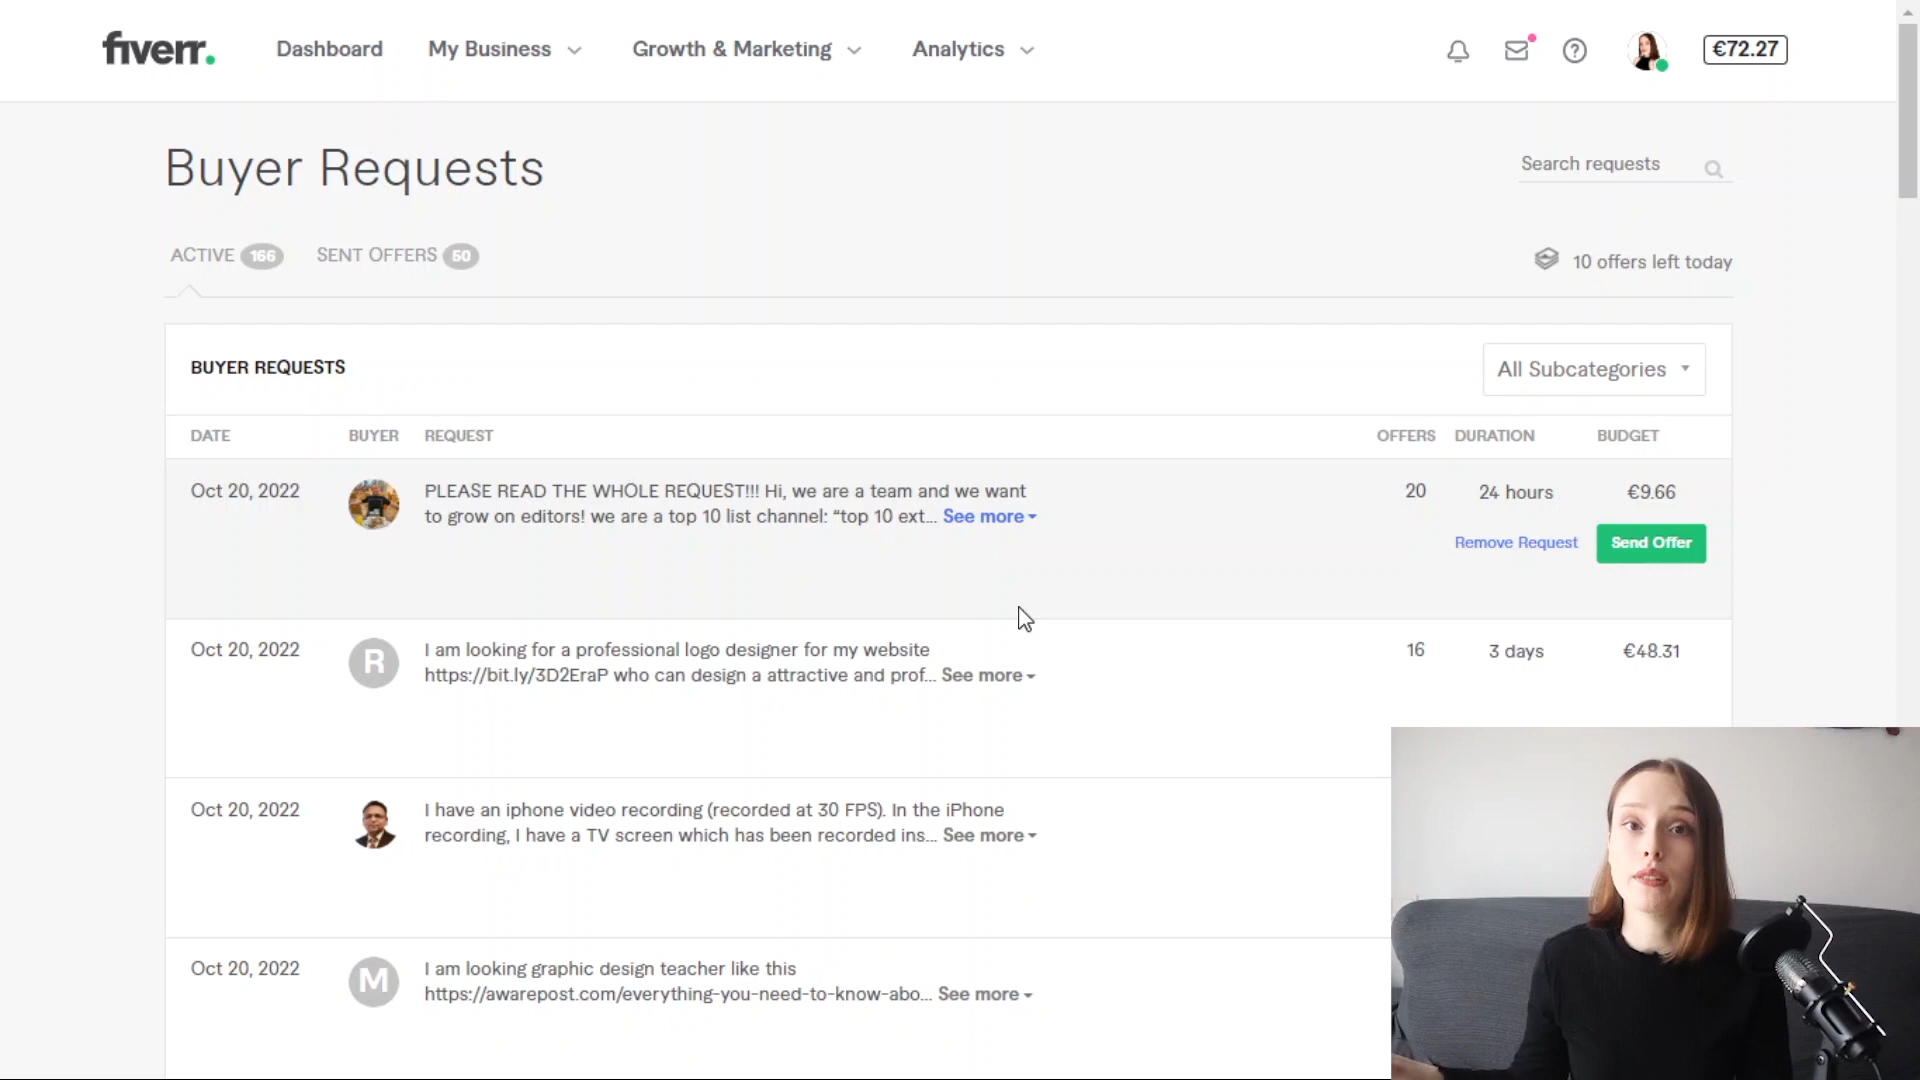 fiverr.
Dashboard
My Business
Growth & Marketing
Analytics
€72.27
Buyer Requests
Search requests
ACTIVE 166
SENT OFFERS 50
10 offers left today
BUYER REQUESTS
All Subcategories
DATE BUYER REQUEST OFFERS DURATION BUDGET
Oct 20, 2022
PLEASE READ THE WHOLE REQUEST!!! Hi, we are a team and we want
to grow on editors! we are a top 10 list channel: “top 10 ext... See more
20
24 hours
€9.66
Remove Request
Send Offer
Oct 20, 2022
R
I am looking for a professional logo designer for my website
https://bit.ly/3D2EraP who can design a attractive and prof... See more
16
3 days
€48.31
Oct 20, 2022
I have an iphone video recording (recorded at 30 FPS). In the iPhone
recording, I have a TV screen which has been recorded ins... See more
Oct 20, 2022
M
I am looking graphic design teacher like this
https://awarepost.com/everything-you-need-to-know-abo... See more